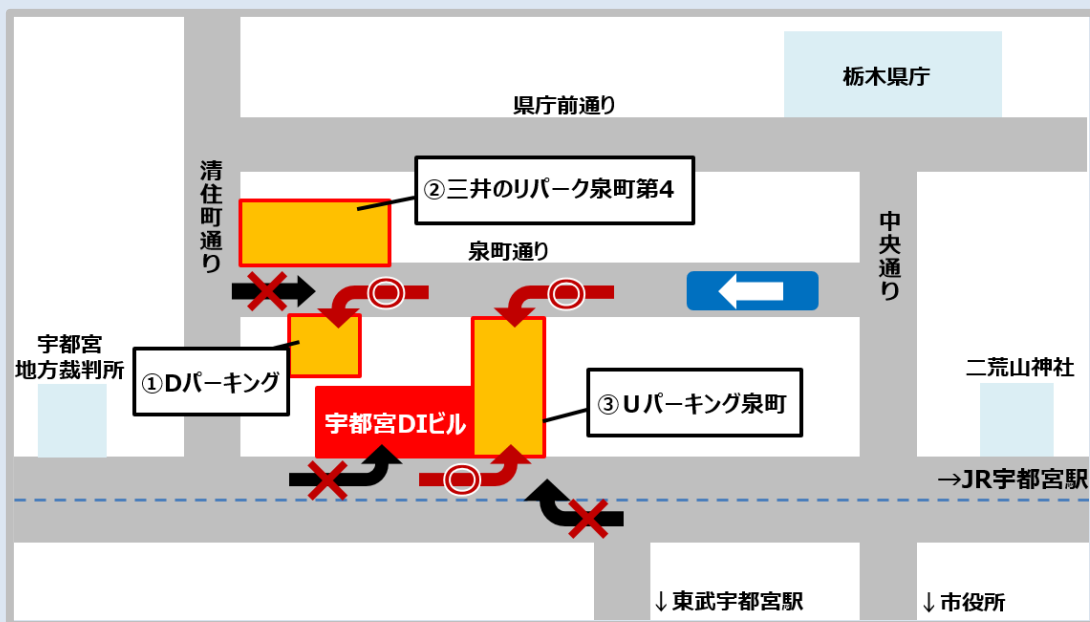 栃木県庁
県庁前通り
清住町通り
②三井のリパーク泉町第4
中央通り
泉町通り
宇都宮
地方裁判所
①Dパーキング
二荒山神社
③Uパーキング泉町
宇都宮DIビル
→JR宇都宮駅
↓東武宇都宮駅
↓市役所